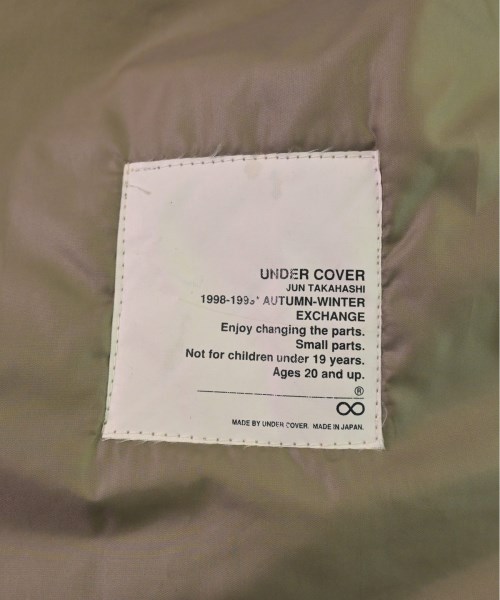 UNDER COVER
JUN TAKAHASHI
AUTUMN-WINTER
EXCHANGE
Enjoy changing the parts.
Small parts.
Not for children under 19 years.
Ages 20 and up.
®
∞
MADE BY UNDER COVER. MADE IN JAPAN.